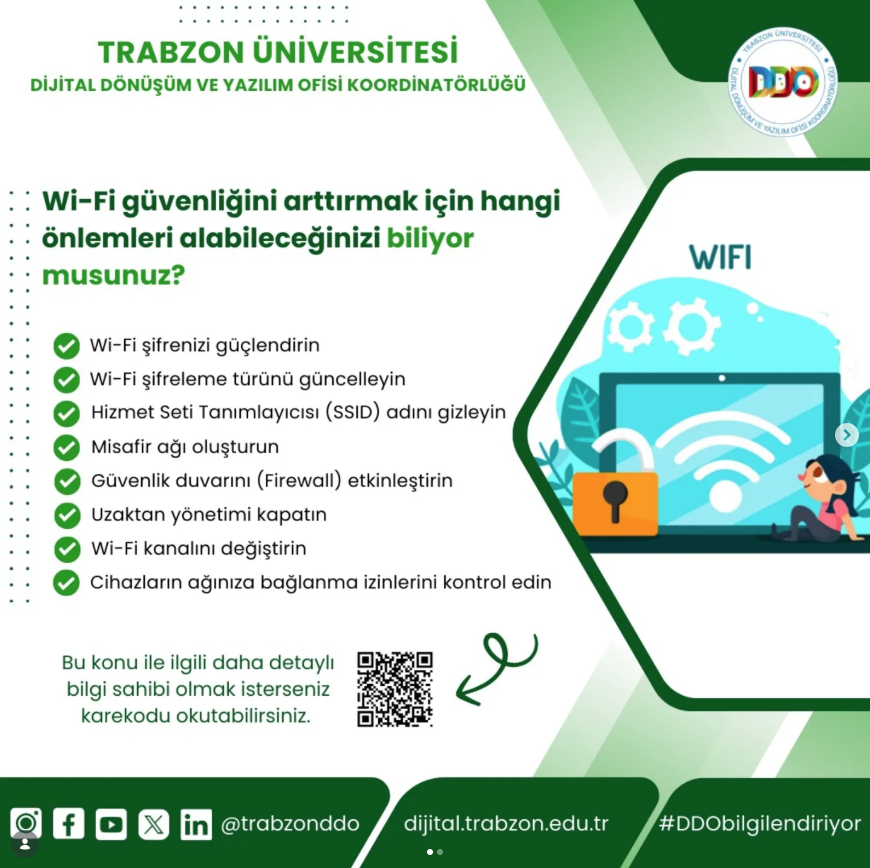 TRABZON ÜNİVERSİTESİ
DİJİTAL DÖNÜŞÜM VE YAZILIM OFİSİ KOORDİNATÖRLÜĞÜ
TRABZON ÜNİVERSİTESİ
DDO
DİJİTAL DÖNÜŞÜM VE YAZILIM OFİSİ KOORDİNATÖRLÜĞÜ
Wi-Fi güvenliğini arttırmak için hangi
önlemleri alabileceğinizi biliyor
musunuz?
WIFI
Wi-Fi şifrenizi güçlendirin
Wi-Fi şifreleme türünü güncelleyin
Hizmet Seti Tanımlayıcısı (SSID) adını gizleyin
Misafir ağı oluşturun
Güvenlik duvarını (Firewall) etkinleştirin
Uzaktan yönetimi kapatın
Wi-Fi kanalını değiştirin
Cihazların ağınıza bağlanma izinlerini kontrol edin
Bu konu ile ilgili daha detaylı
bilgi sahibi olmak isterseniz
karekodu okutabilirsiniz.
@trabzonddo
dijital.trabzon.edu.tr
#DDObilgilendiriyor